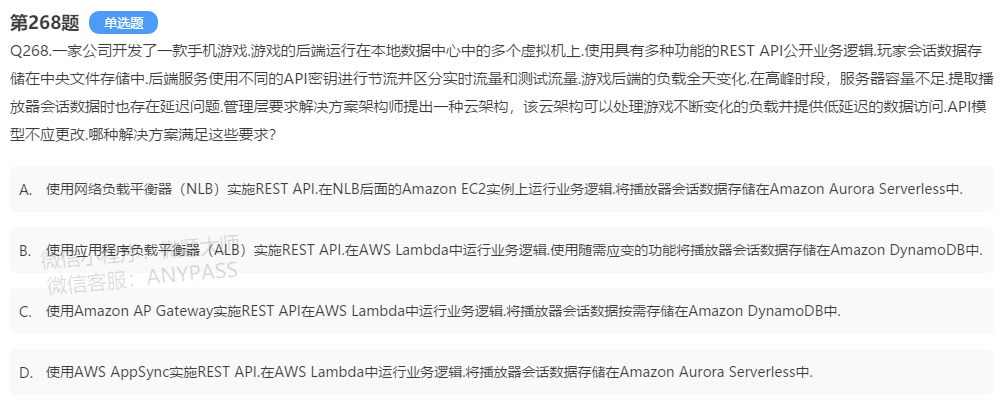 第268题 单选题
Q268.一家公司开发了一款手机游戏.游戏的后端运行在本地数据中心中的多个虚拟机上.使用具有多种功能的REST API公开业务逻辑.玩家会话数据存
储在中央文件存储中.后端服务使用不同的API密钥进行节流并区分实时流量和测试流量.游戏后端的负载全天变化.在高峰时段，服务器容量不足.提取播
放器会话数据时也存在延迟问题.管理层要求解决方案架构师提出一种云架构，该云架构可以处理游戏不断变化的负载并提供低延迟的数据访问.API模
型不应更改.哪种解决方案满足这些要求?
A. 使用网络负载平衡器（NLB）实施REST API.在NLB后面的Amazon EC2实例上运行业务逻辑.将播放器会话数据存储在Amazon Aurora Serverless中.
B. 使用应用程序负载平衡器（ALB）实施REST API.在AWS Lambda中运行业务逻辑.使用随需应变的功能将播放器会话数据存储在Amazon DynamoDB中.
微信客服：ANYPASS
C. 使用Amazon AP Gateway实施REST API在AWS Lambda中运行业务逻辑.将播放器会话数据按需存储在Amazon DynamoDB中.
D. 使用AWS AppSync实施REST API.在AWS Lambda中运行业务逻辑.将播放器会话数据存储在Amazon Aurora Serverless中.